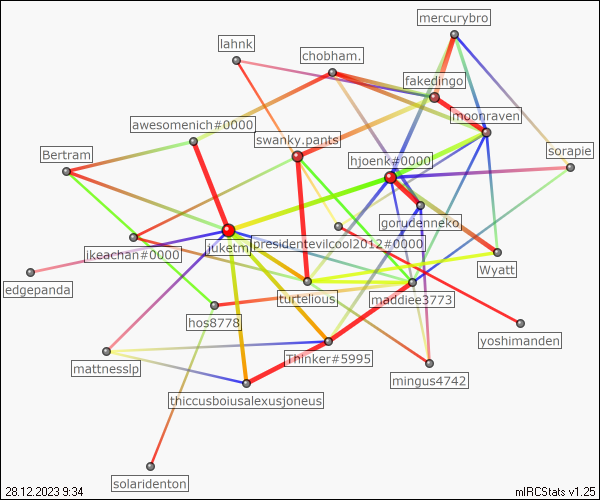 mercurybro
lahnk
chobham.
fakedingo
moonraven
awesomenich#0000
swanky.pants
Bertram
hjoenk#0000
sorapie
gorudenneko
juketm
presidentevilcool2012#0000
ikeachan#0000
Wyatt
edgepanda
turtelious
maddiee3773
hos8778
yoshimanden
Thinker#5995
mattnesslp
mingus4742
thiccusboiusalexusjoneus
solaridenton
28.12.2023 9:34
mIRCStats v1.25